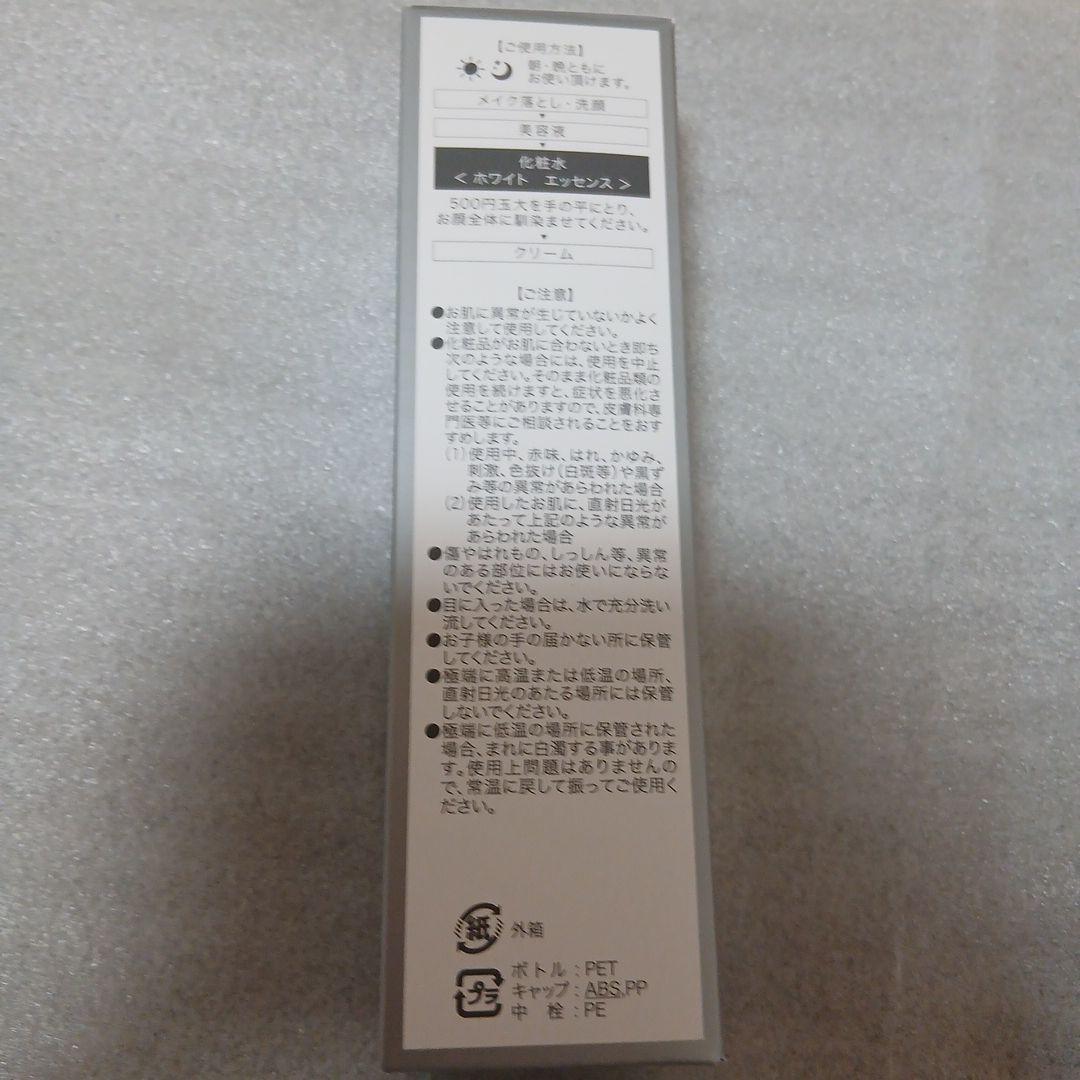 【ご使用方法】
朝・晩ともに
お使い頂けます。
メイク落とし・洗顔
美容液
化粧水
＜ホワイト　エッセンス＞
500円玉大を手の平にとり、
お顔全体に馴染ませてください。
クリーム
【ご注意】
●お肌に異常が生じていないかよく
注意して使用してください。
●化粧品がお肌に合わないとき即ち
次のような場合には、使用を中止
してください。そのまま化粧品類の
使用を続けますと、症状を悪化さ
せることがありますので、皮膚科専
門医等にご相談されることをおす
すめします。
(1)使用中、赤味、はれ、かゆみ、
刺激、色抜け(白斑等)や黒ず
み等の異常があらわれた場合
(2)使用したお肌に、直射日光が
あたって上記のような異常が
あらわれた場合
●傷やはれもの、しっしん等、異常
のある部位にはお使いにならな
いでください。
●目に入った場合は、水で充分洗い
流してください。
●お子様の手の届かない所に保管
してください。
●極端に高温または低温の場所、
直射日光のあたる場所には保管
しないでください。
●極端に低温の場所に保管された
場合、まれに白濁する事がありま
す。使用上問題はありませんの
で、常温に戻して振ってご使用く
ださい。
紙 外箱
プラ
ボトル：PET
キャップ：ABS,PP
中　栓：PE